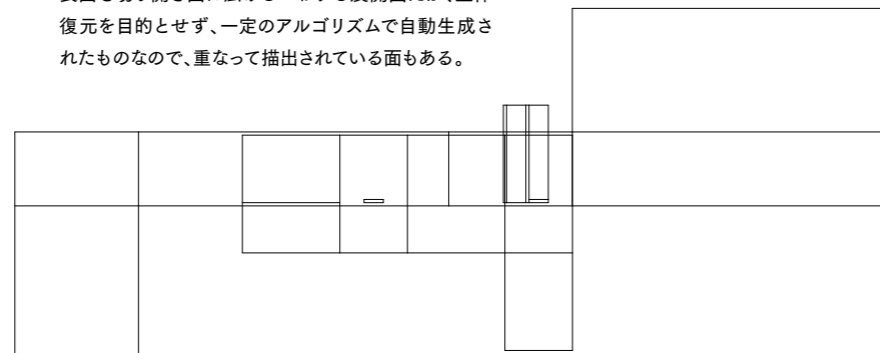 復元を目的とせず、一定のアルゴリズムで自動生成さ
れたものなので、重なって描出されている面もある。